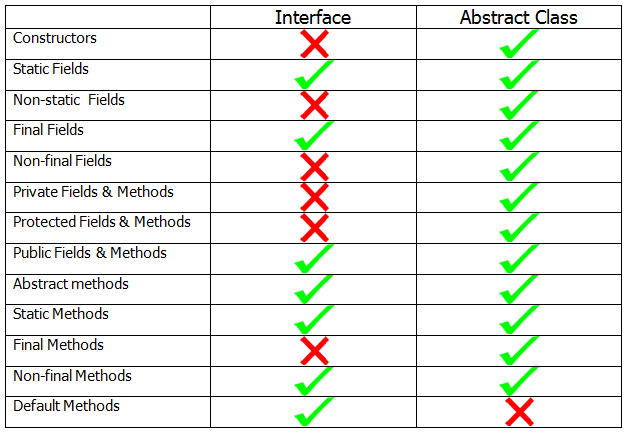 Interface Abstract Class
Constructors
Static Fields
Non-static Fields
Final Fields
Non-final Fields
Private Fields & Methods
Protected Fields & Methods
Public Fields & Methods
Abstract methods
Static Methods
Final Methods
Non-final Methods
Default Methods